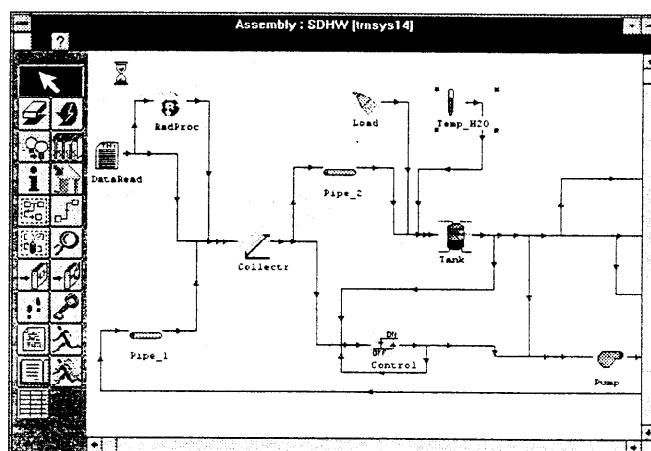 Assembly : SDHW [trnsys14]
?
RadProc
Load
Temp_H2O
DataRead
Pipe_2
Collectr
Tank
i
ON
OFF
Control
Pipe_1
Pump